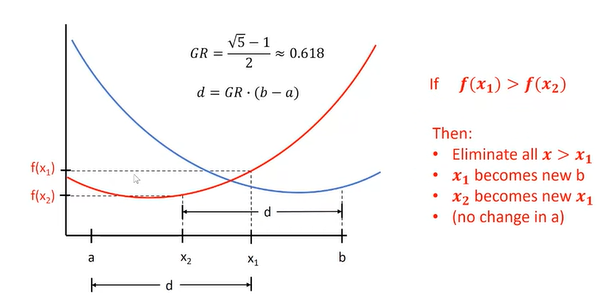 GR = (√5 − 1)/2 ≈ 0.618
d = GR · (b − a)
If f(x₁) > f(x₂)
Then:
• Eliminate all x > x₁
• x₁ becomes new b
• x₂ becomes new x₁
• (no change in a)
f(x₁)
f(x₂)
d
a x₂ x₁ b
d